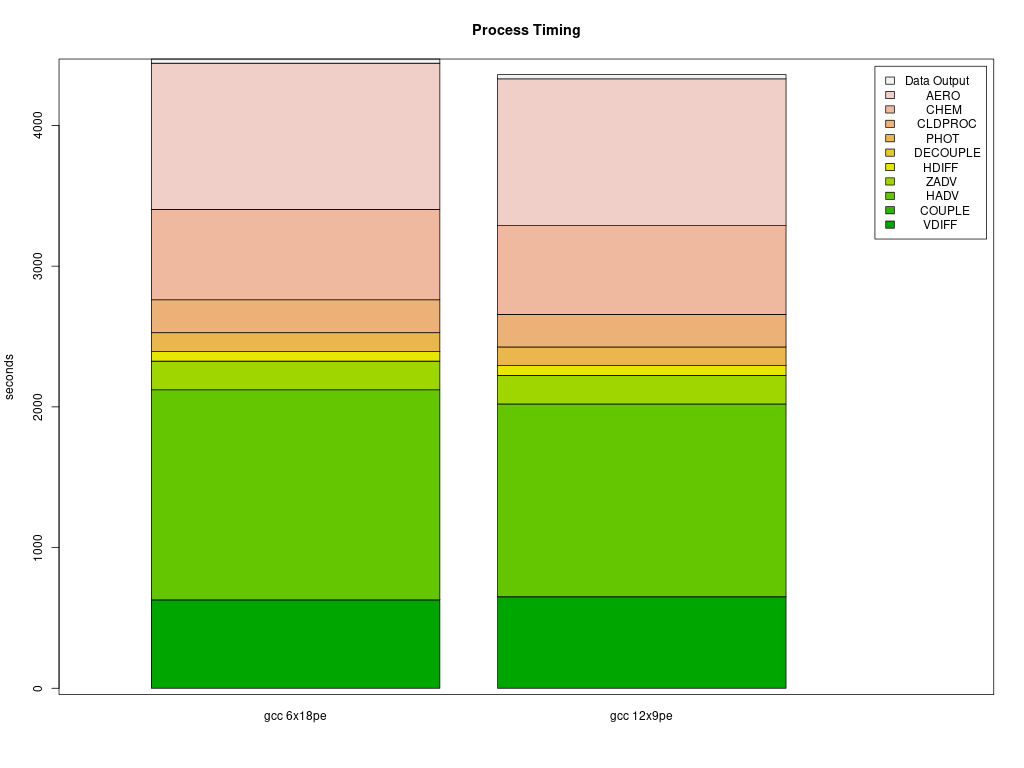 Process Timing
seconds
4000
3000
2000
1000
0
Data Output
AERO
CHEM
CLDPROC
PHOT
DECOUPLE
HDIFF
ZADV
HADV
COUPLE
VDIFF
gcc 6x18pe
gcc 12x9pe